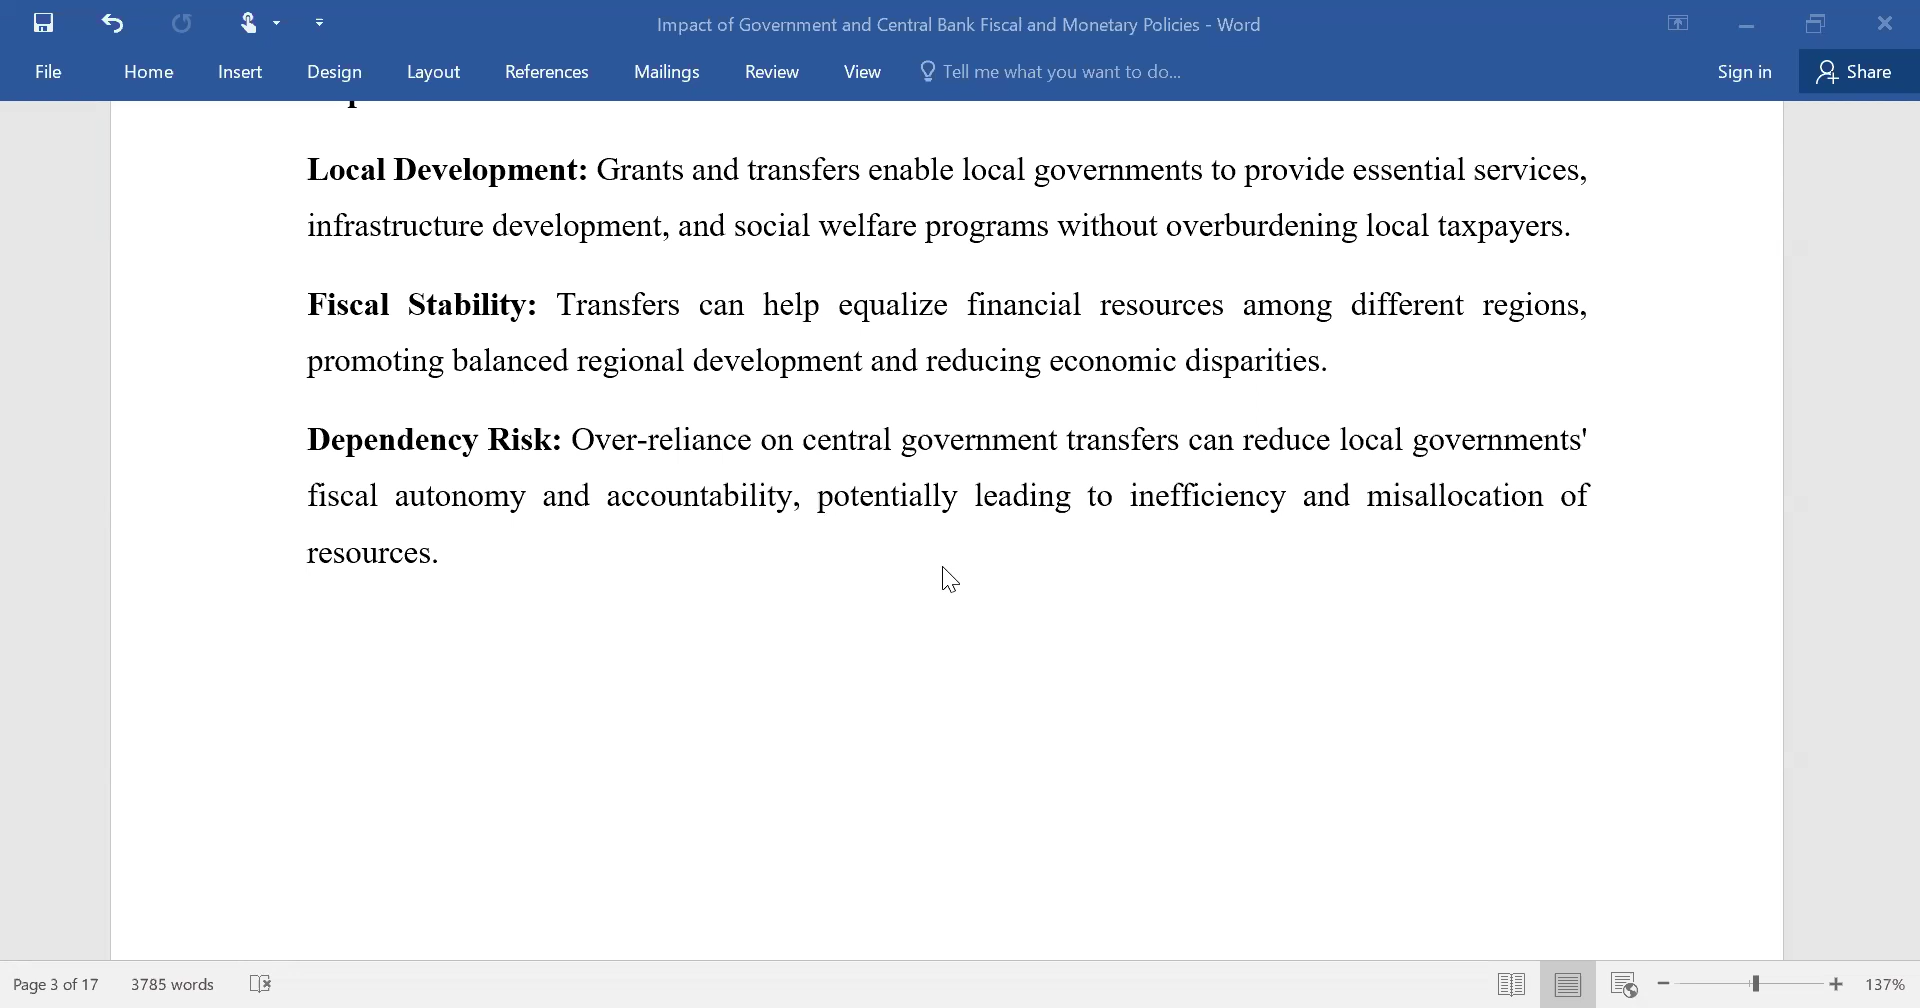 Impact of Government and Central Bank Fiscal and Monetary Policies - Word
File Home Insert Design Layout References Mailings Review View Tell me what you want to do... Sign in Share
Local Development: Grants and transfers enable local governments to provide essential services,
infrastructure development, and social welfare programs without overburdening local taxpayers.
Fiscal Stability: Transfers can help equalize financial resources among different regions,
promoting balanced regional development and reducing economic disparities.
Dependency Risk: Over-reliance on central government transfers can reduce local governments'
fiscal autonomy and accountability, potentially leading to inefficiency and misallocation of
resources.
Page 3 of 17 3785 words 137%